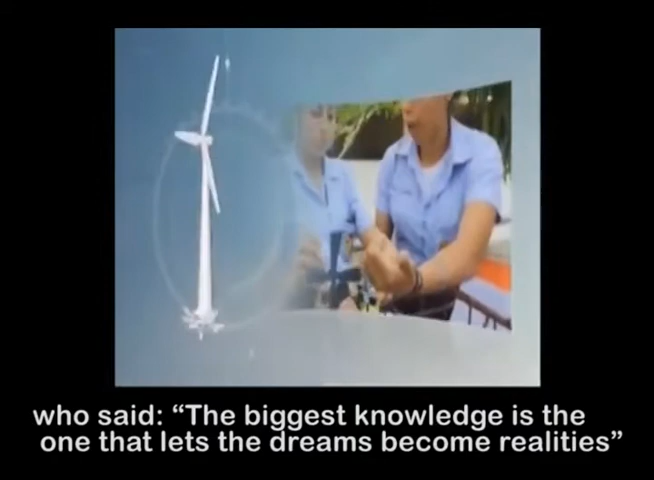 who said: “The biggest knowledge is the
one that lets the dreams become realities”